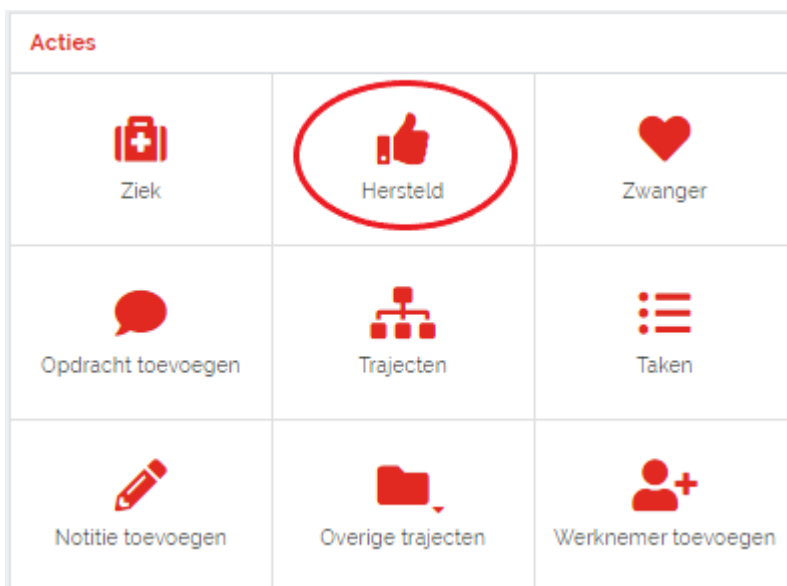 Acties
Ziek
Hersteld
Zwanger
Opdracht toevoegen
Trajecten
Taken
Notitie toevoegen
Overige trajecten
Werknemer toevoegen